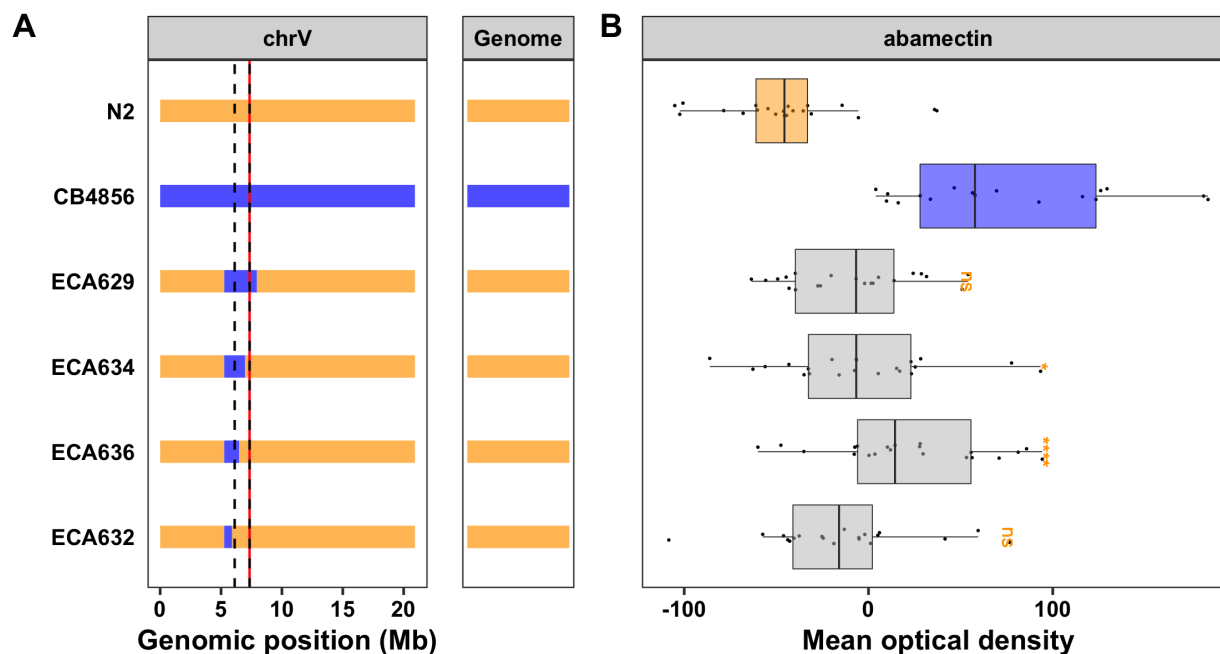 A
B
chrV
Genome
abamectin
N2
CB4856
ECA629
ns
ECA634
*
ECA636
****
ECA632
ns
0 5 10 15 20
-100 0 100
Genomic position (Mb)
Mean optical density